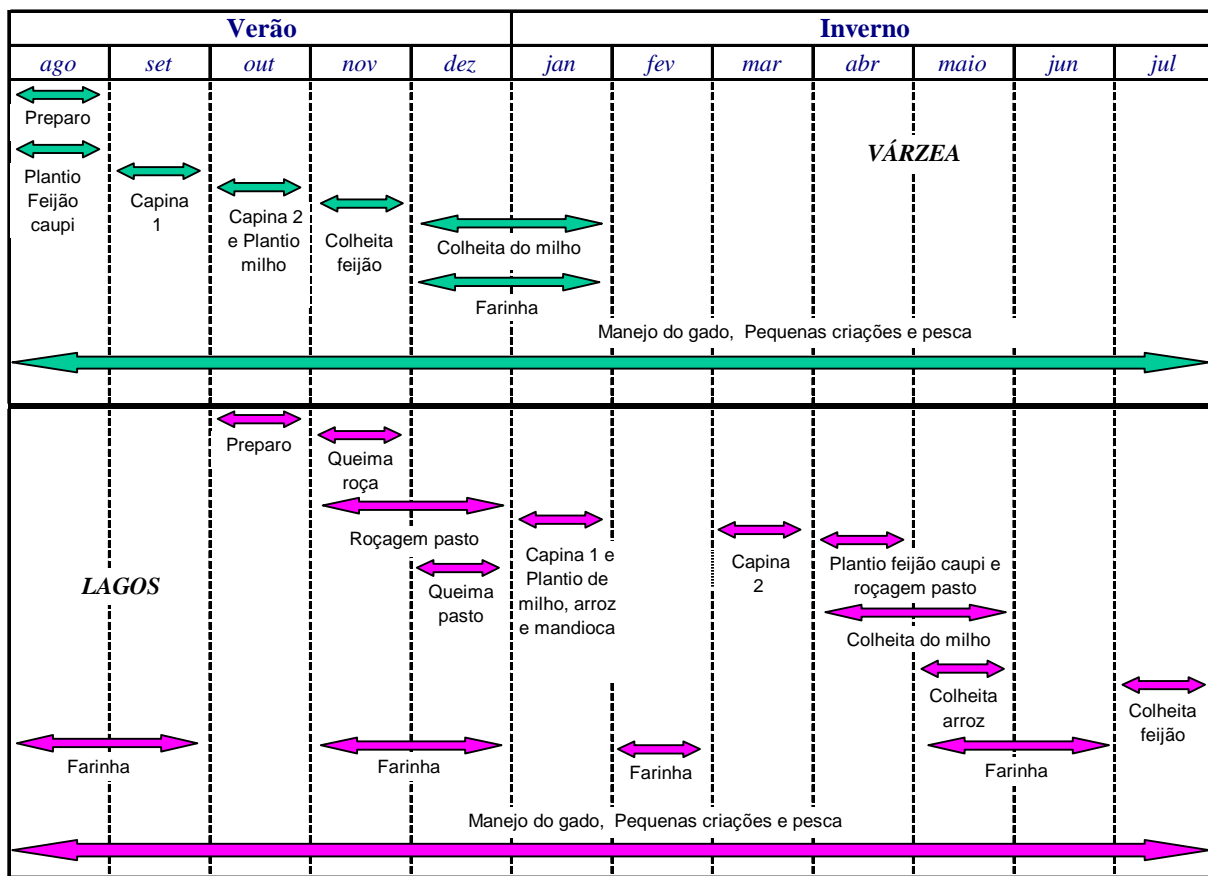 Verão Inverno
ago set out nov dez jan fev mar abr maio jun jul
Preparo
VÁRZEA
Plantio
Feijão
caupi
Capina
1
Capina 2
e Plantio
milho
Colheita
feijão
Colheita do milho
Farinha
Manejo do gado, Pequenas criações e pesca
LAGOS
Preparo
Queima
roça
Roçagem pasto
Queima
pasto
Capina 1 e
Plantio de
milho, arroz
e mandioca
Capina
2
Plantio feijão caupi e
roçagem pasto
Colheita do milho
Colheita
arroz
Colheita
feijão
Farinha
Farinha
Farinha
Farinha
Manejo do gado, Pequenas criações e pesca